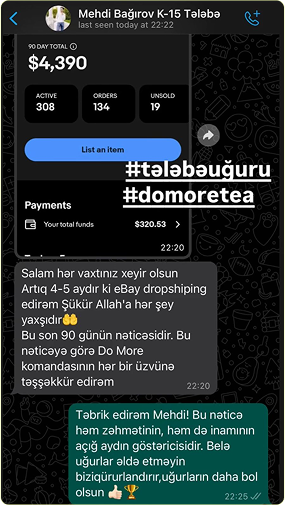 Mehdi Bağırov K-15 Tələbə
last seen today at 22:22
90 DAY TOTAL
$4,390
ACTIVE
308
ORDERS
134
UNSOLD
19
List an item
#tələbəuğuru
#domoretea
Payments
Your total funds
$320.53
22:20
Salam hər vaxtınız xeyir olsun
Artıq 4-5 aydır ki eBay dropshiping
edirəm Şükür Allah'a hər şey
yaxşıdır🤲
Bu son 90 günün nəticəsidir. Bu
nəticəyə görə Do More
komandasının hər bir üzvünə
təşşəkkür edirəm
22:20
Təbrik edirəm Mehdi! Bu nəticə
həm zəhmətinin, həm də inamının
açığ aydın göstəricisidir. Belə
uğurlar əldə etməyin
biziqürurlandırır,uğurların daha bol
olsun 👍🏻🏆
22:25